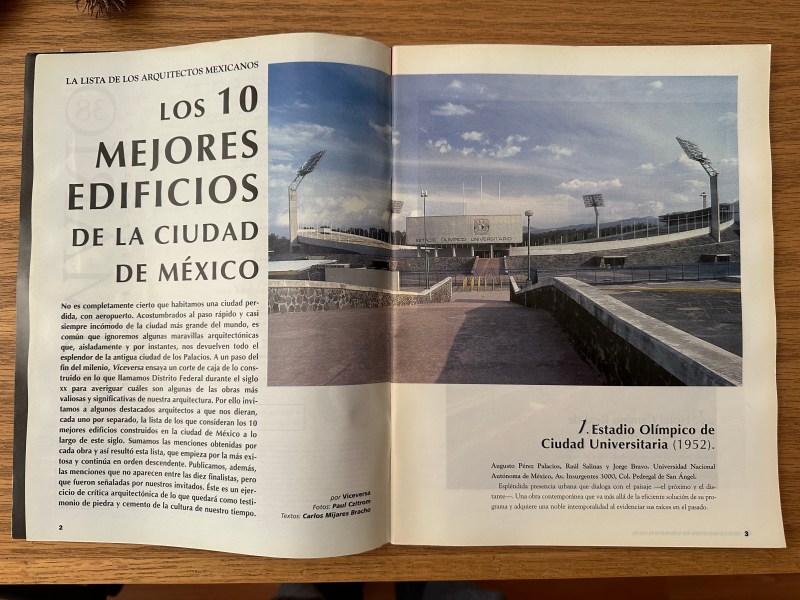 LA LISTA DE LOS ARQUITECTOS MEXICANOS
LOS 10
MEJORES
EDIFICIOS
DE LA CIUDAD
DE MÉXICO
No es completamente cierto que habitamos una ciudad per-
dida, con aeropuerto. Acostumbrados al paso rápido y casi
siempre incómodo de la ciudad más grande del mundo, es
común que ignoremos algunas maravillas arquitectónicas
que, aisladamente y por instantes, nos devuelven todo el
esplendor de la antigua ciudad de los Palacios. A un paso del
fin del milenio, Viceversa ensaya un corte de caja de lo cons-
truido en lo que llamamos Distrito Federal durante el siglo
XX para averiguar cuáles son algunas de las obras más
valiosas y significativas de nuestra arquitectura. Por ello invi-
tamos a algunos destacados arquitectos a que nos dieran,
cada uno por separado, la lista de los que consideran los 10
mejores edificios construidos en la ciudad de México a lo
largo de este siglo. Sumamos las menciones obtenidas por
cada obra y así resultó esta lista, que empieza por la más exi-
tosa y continúa en orden descendente. Publicamos, además,
las menciones que no aparecen entre las diez finalistas, pero
que fueron señaladas por nuestros invitados. Éste es un ejer-
cicio de crítica arquitectónica de lo que quedará como testi-
monio de piedra y cemento de la cultura de nuestro tiempo.
por Viceversa
Fotos: Paul Czitrom
Textos: Carlos Mijares Bracho
2
ESTADIO OLIMPICO UNIVERSITARIO
1. Estadio Olímpico de
Ciudad Universitaria (1952).
Augusto Pérez Palacios, Raúl Salinas y Jorge Bravo. Universidad Nacional
Autónoma de México, Av. Insurgentes 3000, Col. Pedregal de San Ángel.
Espléndida presencia urbana que dialoga con el paisaje —el próximo y el dis-
tante—. Una obra contemporánea que va más allá de la eficiente solución de su pro-
grama y adquiere una noble intemporalidad al evidenciar sus raíces en el pasado.
3